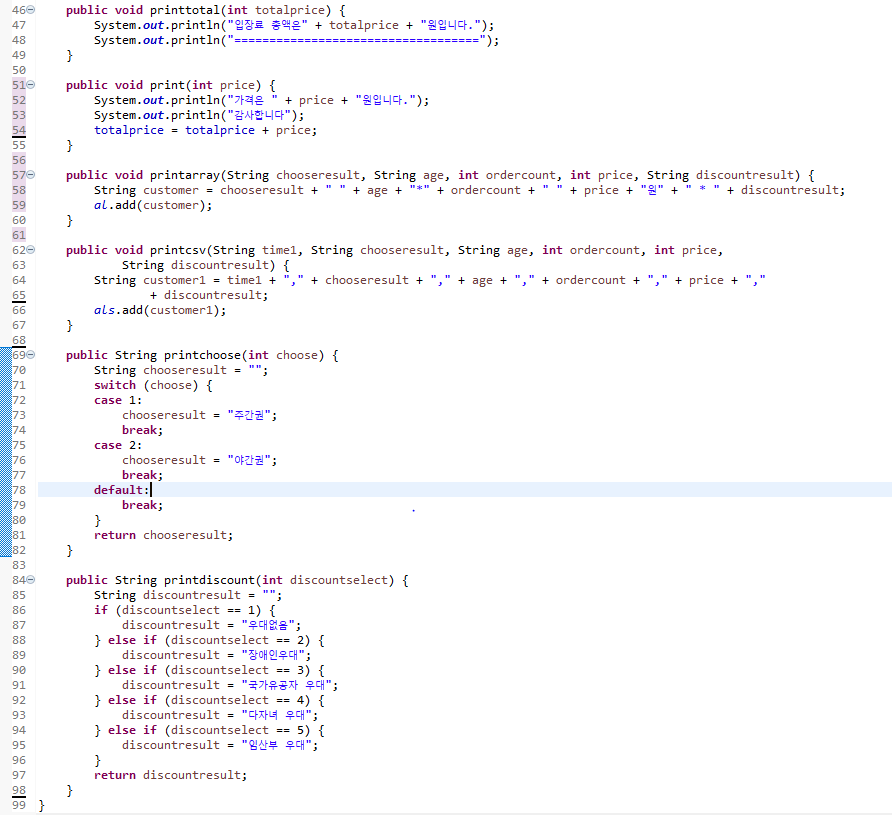 46 public void printtotal(int totalprice) {
47 System.out.println("입장료 총액은" + totalprice + "원입니다.");
48 System.out.println("===================================");
49 }
50
51 public void print(int price) {
52 System.out.println("가격은 " + price + "원입니다.");
53 System.out.println("감사합니다");
54 totalprice = totalprice + price;
55 }
56
57 public void printarray(String chooseresult, String age, int ordercount, int price, String discountresult) {
58 String customer = chooseresult + " " + age + "*" + ordercount + " " + price + "원" + " * " + discountresult;
59 al.add(customer);
60 }
61
62 public void printcsv(String time1, String chooseresult, String age, int ordercount, int price,
63 String discountresult) {
64 String customer1 = time1 + "," + chooseresult + "," + age + "," + ordercount + "," + price + ","
65 + discountresult;
66 als.add(customer1);
67 }
68
69 public String printchoose(int choose) {
70 String chooseresult = "";
71 switch (choose) {
72 case 1:
73 chooseresult = "주간권";
74 break;
75 case 2:
76 chooseresult = "야간권";
77 break;
78 default:
79 break;
80 }
81 return chooseresult;
82 }
83
84 public String printdiscount(int discountselect) {
85 String discountresult = "";
86 if (discountselect == 1) {
87 discountresult = "우대없음";
88 } else if (discountselect == 2) {
89 discountresult = "장애인우대";
90 } else if (discountselect == 3) {
91 discountresult = "국가유공자 우대";
92 } else if (discountselect == 4) {
93 discountresult = "다자녀 우대";
94 } else if (discountselect == 5) {
95 discountresult = "임산부 우대";
96 }
97 return discountresult;
98 }
99 }